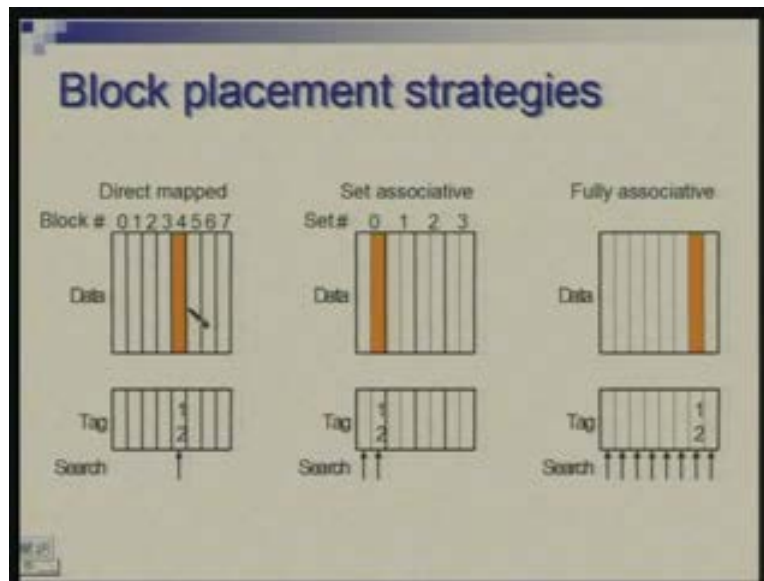 Block placement strategies
Direct mapped
Block # 0 1 2 3 4 5 6 7
Data
Tag
1
2
Search
Set associative
Set# 0 1 2 3
Data
Tag
1
2
Search
Fully associative
Data
Tag
1
2
Search